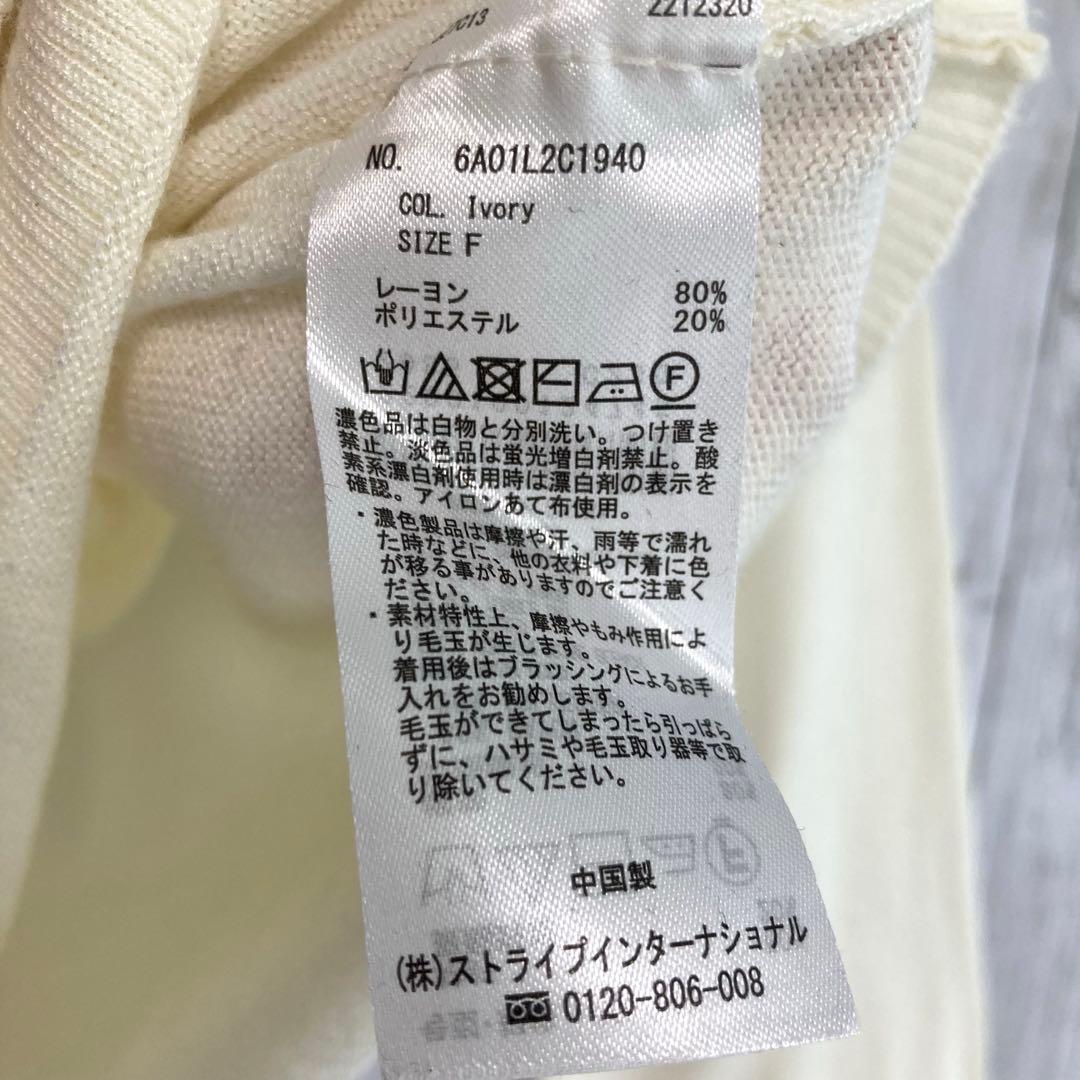 2212320
NO. 6A01L2C1940
COL. Ivory
SIZE F
レーヨン 80%
ポリエステル 20%
F
濃色品は白物と分別洗い。つけ置き
禁止。淡色品は蛍光増白剤禁止。酸
素系漂白剤使用時は漂白剤の表示を
確認。アイロンあて布使用。
・濃色製品は摩擦や汗、雨等で濡れ
た時などに、他の衣料や下着に色
が移る事がありますのでご注意く
ださい。
・素材特性上、摩擦やもみ作用によ
り毛玉が生じます。
着用後はブラッシングによるお手
入れをお勧めします。
毛玉ができてしまったら引っぱら
ずに、ハサミや毛玉取り器等で取
り除いてください。
中国製
(株)ストライプインターナショナル
0120-806-008